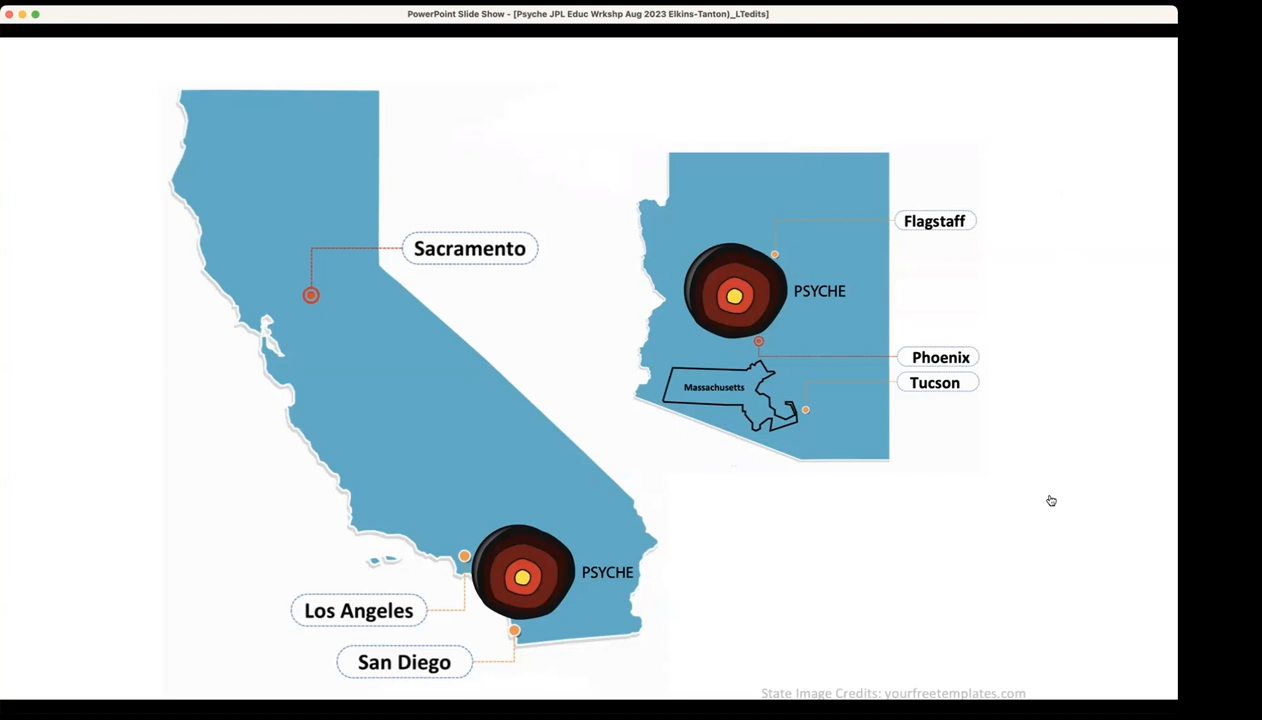 PowerPoint Slide Show - [Psyche JPL Educ Wrkshp Aug 2023 Elkins-Tanton)_LTedits]
Sacramento
Flagstaff
PSYCHE
Phoenix
Massachusetts
Tucson
PSYCHE
Los Angeles
San Diego
State Image Credits: yourfreetemplates.com